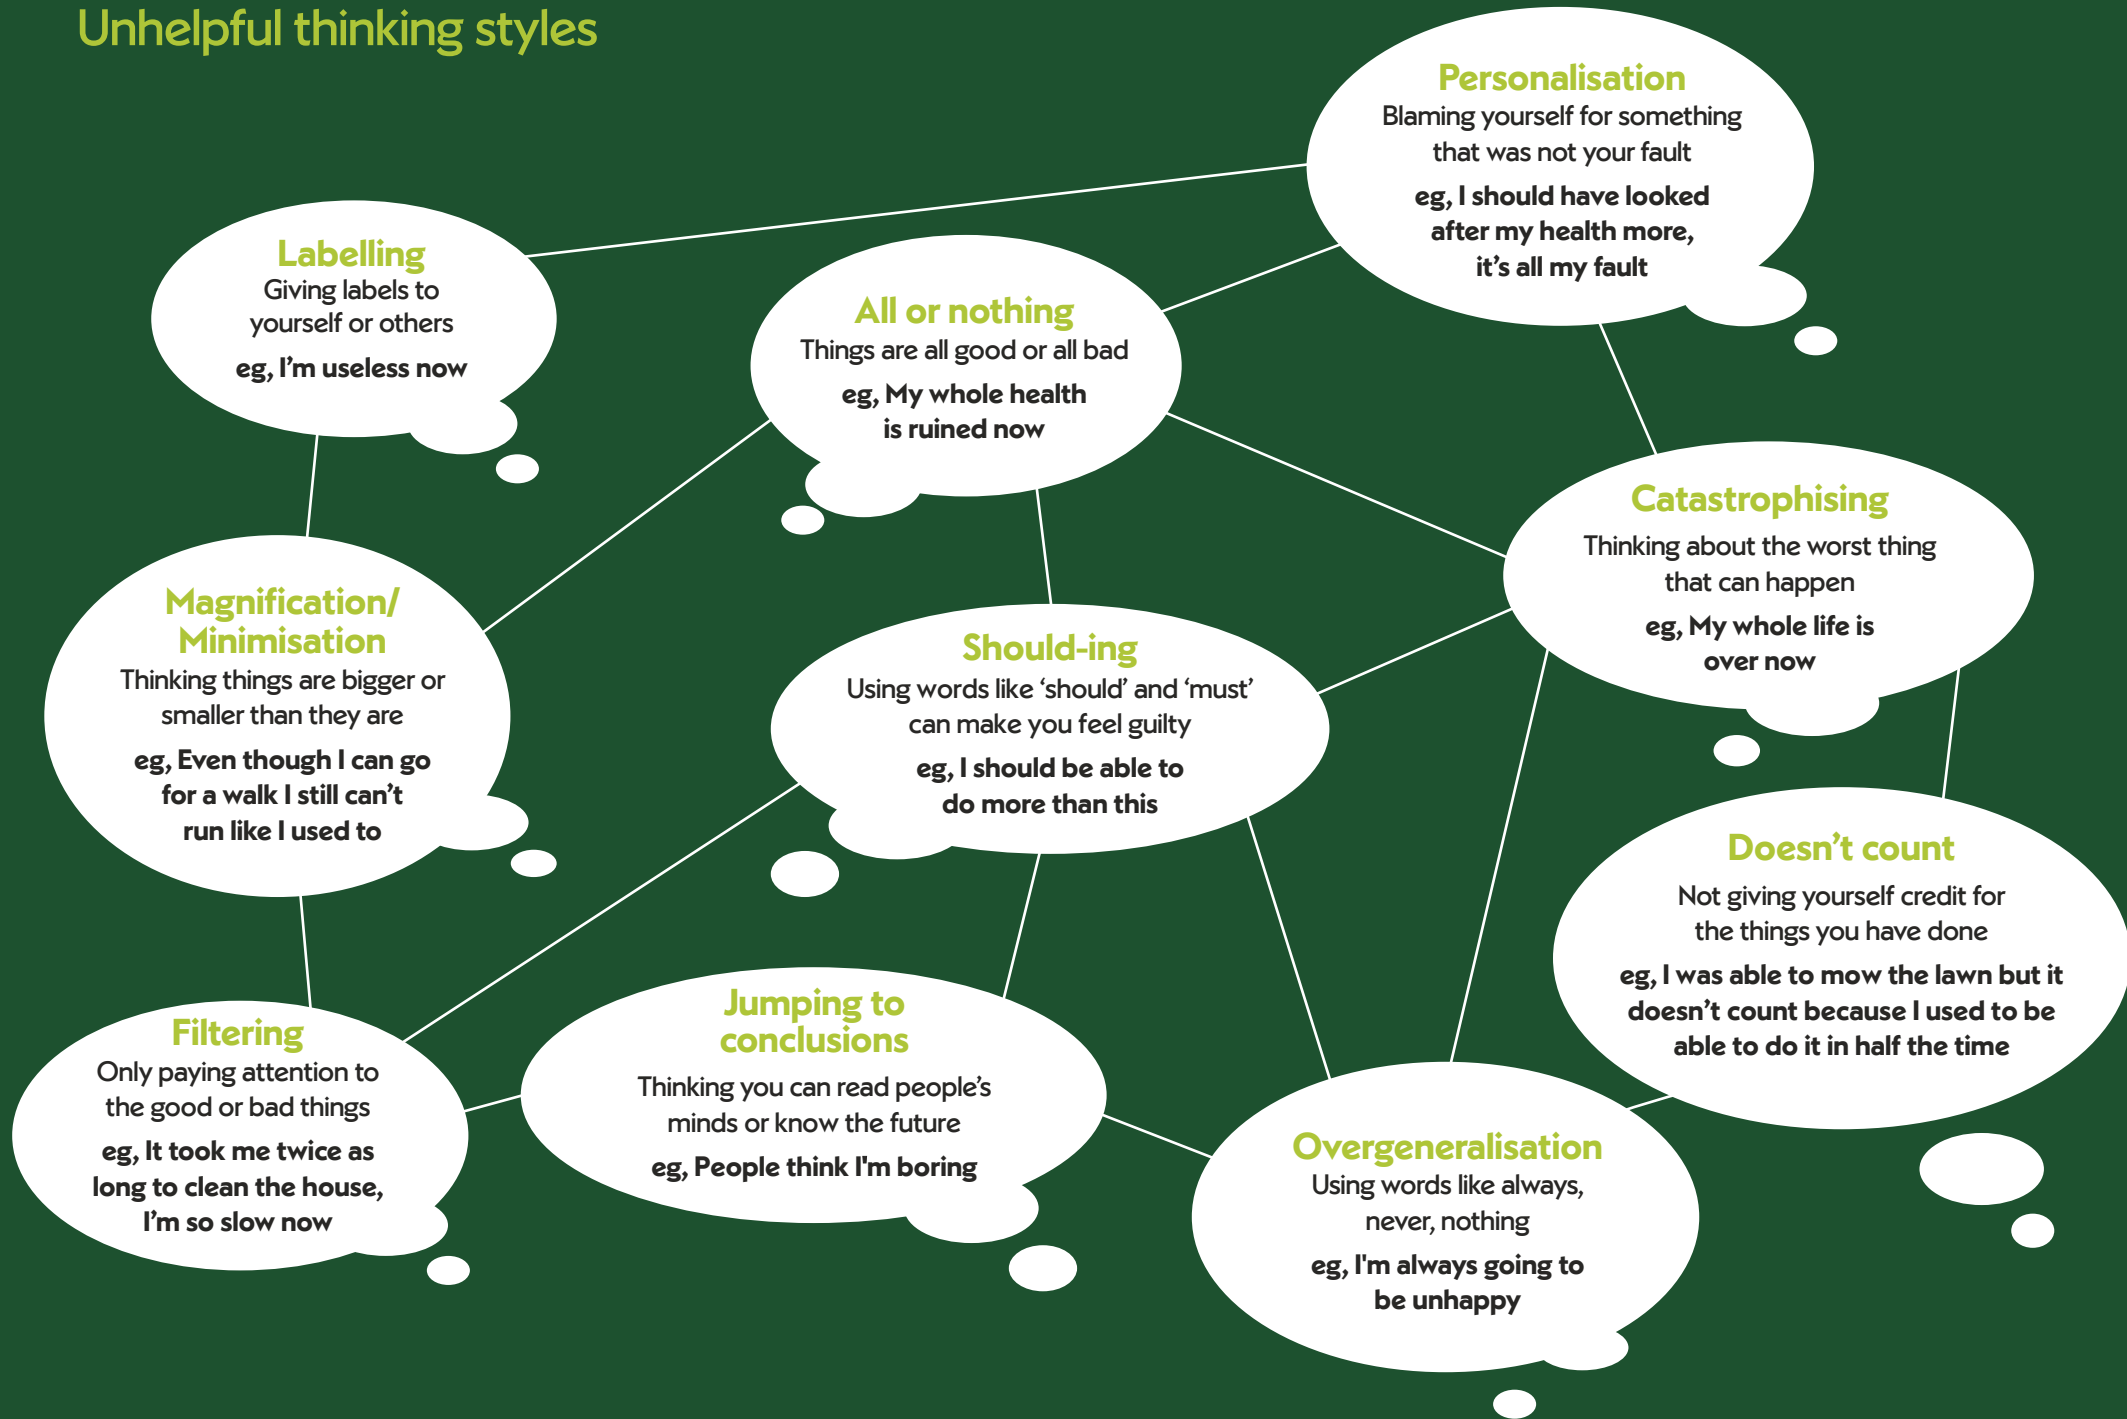 Unhelpful thinking styles
Personalisation
Blaming yourself for something
that was not your fault
eg, I should have looked
after my health more,
it’s all my fault
Labelling
Giving labels to
yourself or others
eg, I’m useless now
All or nothing
Things are all good or all bad
eg, My whole health
is ruined now
Catastrophising
Thinking about the worst thing
that can happen
eg, My whole life is
over now
Magnification/
Minimisation
Thinking things are bigger or
smaller than they are
eg, Even though I can go
for a walk I still can’t
run like I used to
Should-ing
Using words like ‘should’ and ‘must’
can make you feel guilty
eg, I should be able to
do more than this
Doesn’t count
Not giving yourself credit for
the things you have done
eg, I was able to mow the lawn but it
doesn’t count because I used to be
able to do it in half the time
Filtering
Only paying attention to
the good or bad things
eg, It took me twice as
long to clean the house,
I’m so slow now
Jumping to
conclusions
Thinking you can read people’s
minds or know the future
eg, People think I'm boring
Overgeneralisation
Using words like always,
never, nothing
eg, I'm always going to
be unhappy